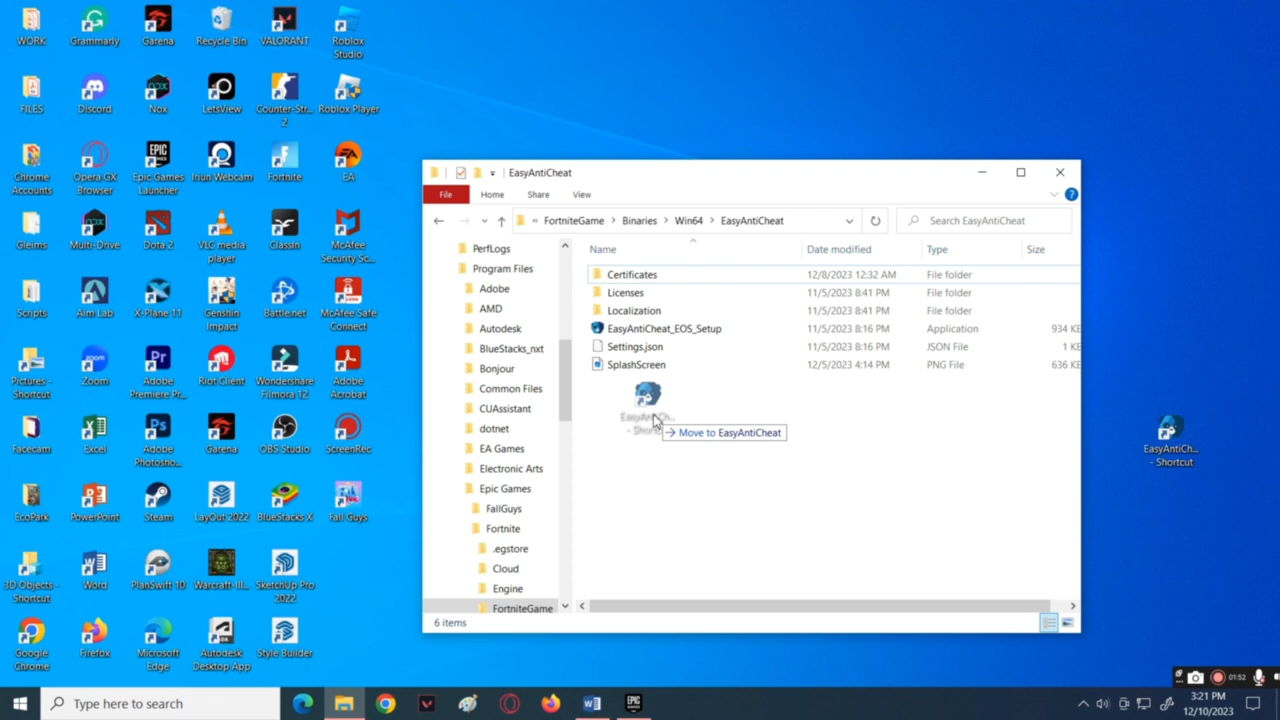 WORK
Grammarly
Garena
Recycle Bin
VALORANT
Roblox
Studio
FILES
Discord
Nox
LetsView
Counter-Str...
2
Roblox Player
Chrome
Accounts
Opera GX
Browser
EPIC
GAMES
Epic Games
Launcher
Iriun Webcam
Fortnite
EA
Gleims
Multi-Drive
Dota 2
VLC media
player
ClassIn
McAfee
Security Sc...
Scripts
Aim Lab
X-Plane 11
Genshin
Impact
Battle.net
McAfee Safe
Connect
Pictures -
Shortcut
Zoom
Adobe
Premiere Pr...
Riot Client
Wondershare
Filmora 12
Adobe
Acrobat
Facecam
Excel
Adobe
Photosho...
Garena
OBS Studio
ScreenRec
EcoPark
PowerPoint
Steam
LayOut 2022
BlueStacks X
Fall Guys
3D Objects -
Shortcut
Word
PlanSwift 10
Warcraft-III...
SketchUp Pro
2022
Google
Chrome
Firefox
Microsoft
Edge
Autodesk
Desktop App
Style Builder
EasyAntiCheat
File
Home
Share
View
« FortniteGame > Binaries > Win64 > EasyAntiCheat
Search EasyAntiCheat
PerfLogs
Program Files
Adobe
AMD
Autodesk
BlueStacks_nxt
Bonjour
Common Files
CUAssistant
dotnet
EA Games
Electronic Arts
Epic Games
FallGuys
Fortnite
.egstore
Cloud
Engine
FortniteGame
Name Date modified Type Size
Certificates 12/8/2023 12:32 AM File folder
Licenses 11/5/2023 8:41 PM File folder
Localization 11/5/2023 8:41 PM File folder
EasyAntiCheat_EOS_Setup 11/5/2023 8:16 PM Application 934 KB
Settings.json 11/5/2023 8:16 PM JSON File 1 KB
SplashScreen 12/5/2023 4:14 PM PNG File 636 KB
Move to EasyAntiCheat
6 items
EasyAntiCh...
- Shortcut
01:52
Type here to search
EPIC
GAMES
3:21 PM
12/10/2023